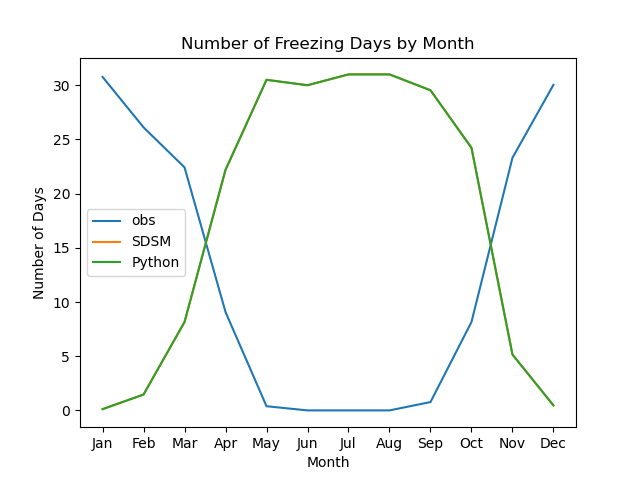 Number of Freezing Days by Month
Number of Days
30
25
20
15
10
5
0
obs
SDSM
Python
Jan Feb Mar Apr May Jun Jul Aug Sep Oct Nov Dec
Month